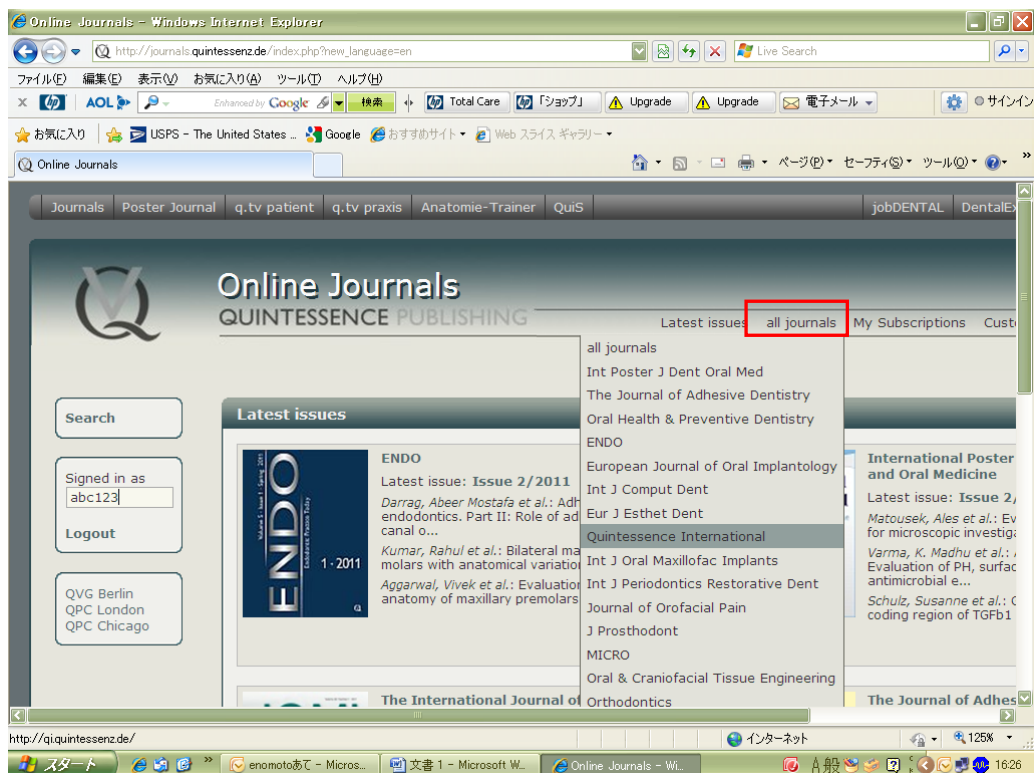 Online Journals - Windows Internet Explorer
http://journals.quintessenz.de/index.php?new_language=en
Live Search
ファイル(F) 編集(E) 表示(V) お気に入り(A) ツール(T) ヘルプ(H)
x hp AOL Enhanced by Google 検索 Total Care 「ショップ」 Upgrade Upgrade 電子メール サインイン
お気に入り USPS - The United States ... Google おすすめサイト Web スライス ギャラリー
Online Journals ページ(P) セーフティ(S) ツール(O) »
Journals Poster Journal q.tv patient q.tv praxis Anatomie-Trainer QuiS jobDENTAL DentalEx
Online Journals
QUINTESSENCE PUBLISHING
Latest issues all journals My Subscriptions Custo
all journals
Int Poster J Dent Oral Med
The Journal of Adhesive Dentistry
Oral Health & Preventive Dentistry
ENDO
European Journal of Oral Implantology
Int J Comput Dent
Eur J Esthet Dent
Quintessence International
Int J Oral Maxillofac Implants
Int J Periodontics Restorative Dent
Journal of Orofacial Pain
J Prosthodont
MICRO
Oral & Craniofacial Tissue Engineering
Orthodontics
Search
Signed in as
abc123
Logout
QVG Berlin
QPC London
QPC Chicago
Latest issues
ENDO
1·2011
ENDO
Latest issue: Issue 2/2011
Darrag, Abeer Mostafa et al.: Adh
endodontics. Part II: Role of ad
canal o...
Kumar, Rahul et al.: Bilateral ma
molars with anatomical variation
Aggarwal, Vivek et al.: Evaluation
anatomy of maxillary premolars
International Poster
and Oral Medicine
Latest issue: Issue 2/
Matousek, Ales et al.: Ev
for microscopic investiga
Varma, K. Madhu et al.:
Evaluation of PH, surfac
antimicrobial e...
Schulz, Susanne et al.: C
coding region of TGFb1
The International Journal of
The Journal of Adhes
http://qi.quintessenz.de/ インターネット 125%
スタート » enomotoあて - Micros... 文書 1 - Microsoft W... Online Journals - Wi... A 般 16:26